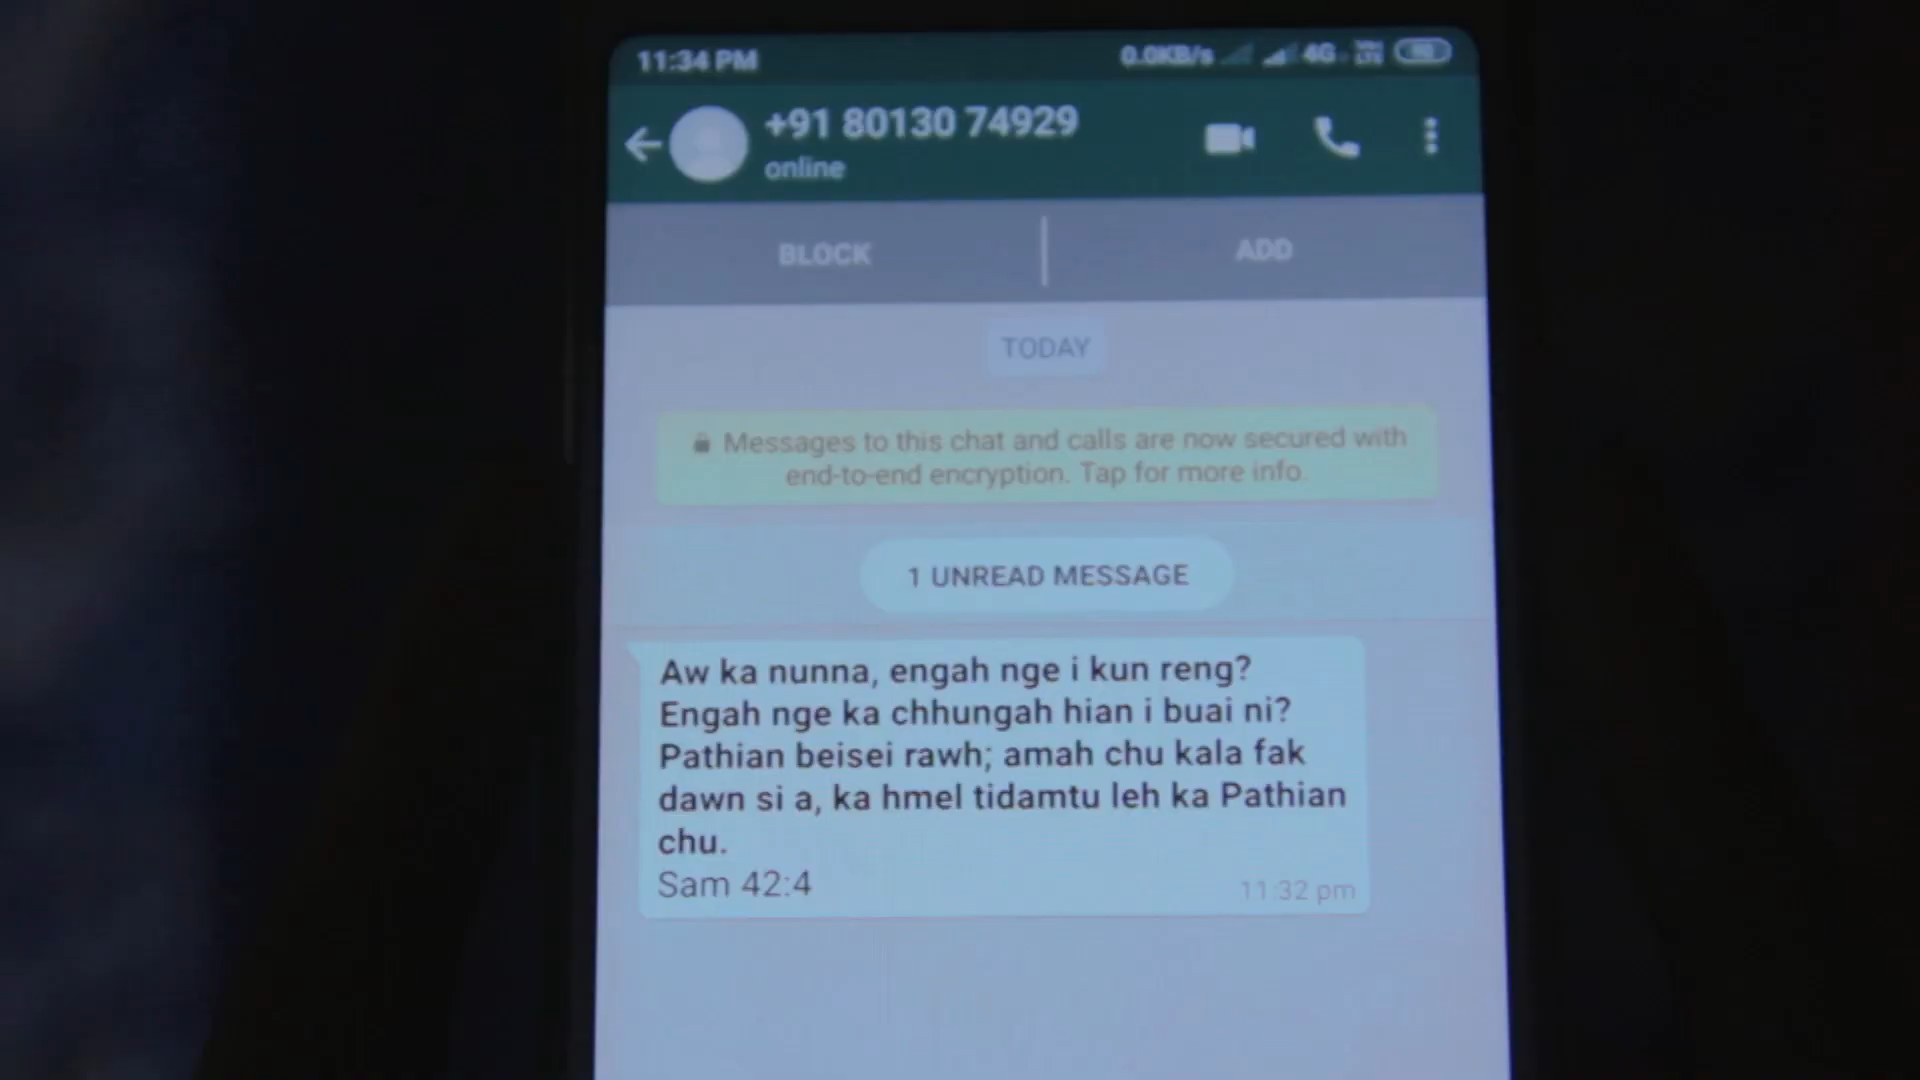 11:34 PM
0.0KB/s
4G
+91 80130 74929
online
BLOCK
ADD
TODAY
Messages to this chat and calls are now secured with
end-to-end encryption. Tap for more info.
1 UNREAD MESSAGE
Aw ka nunna, engah nge i kun reng?
Engah nge ka chhungah hian i buai ni?
Pathian beisei rawh; amah chu kala fak
dawn si a, ka hmel tidamtu leh ka Pathian
chu.
Sam 42:4
11:32 pm